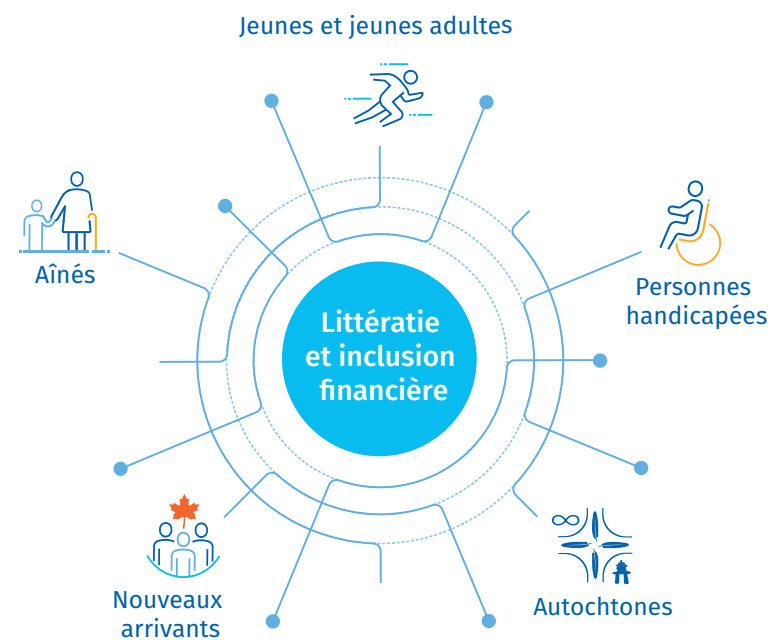 Jeunes et jeunes adultes
Aînés
Personnes
handicapées
Littératie
et inclusion
financière
Nouveaux
arrivants
Autochtones